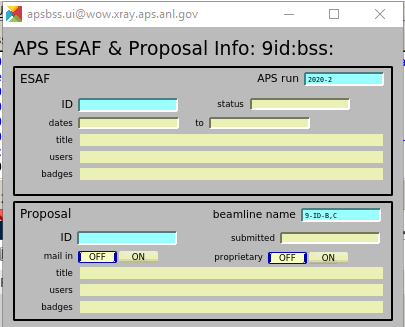 apsbss.ui@wow.xray.aps.anl.gov
APS ESAF & Proposal Info: 9id:bss:
ESAF APS run 2020-2
ID status
dates to
title
users
badges
Proposal beamline name 9-ID-B,C
ID submitted
mail in OFF ON proprietary OFF ON
title
users
badges